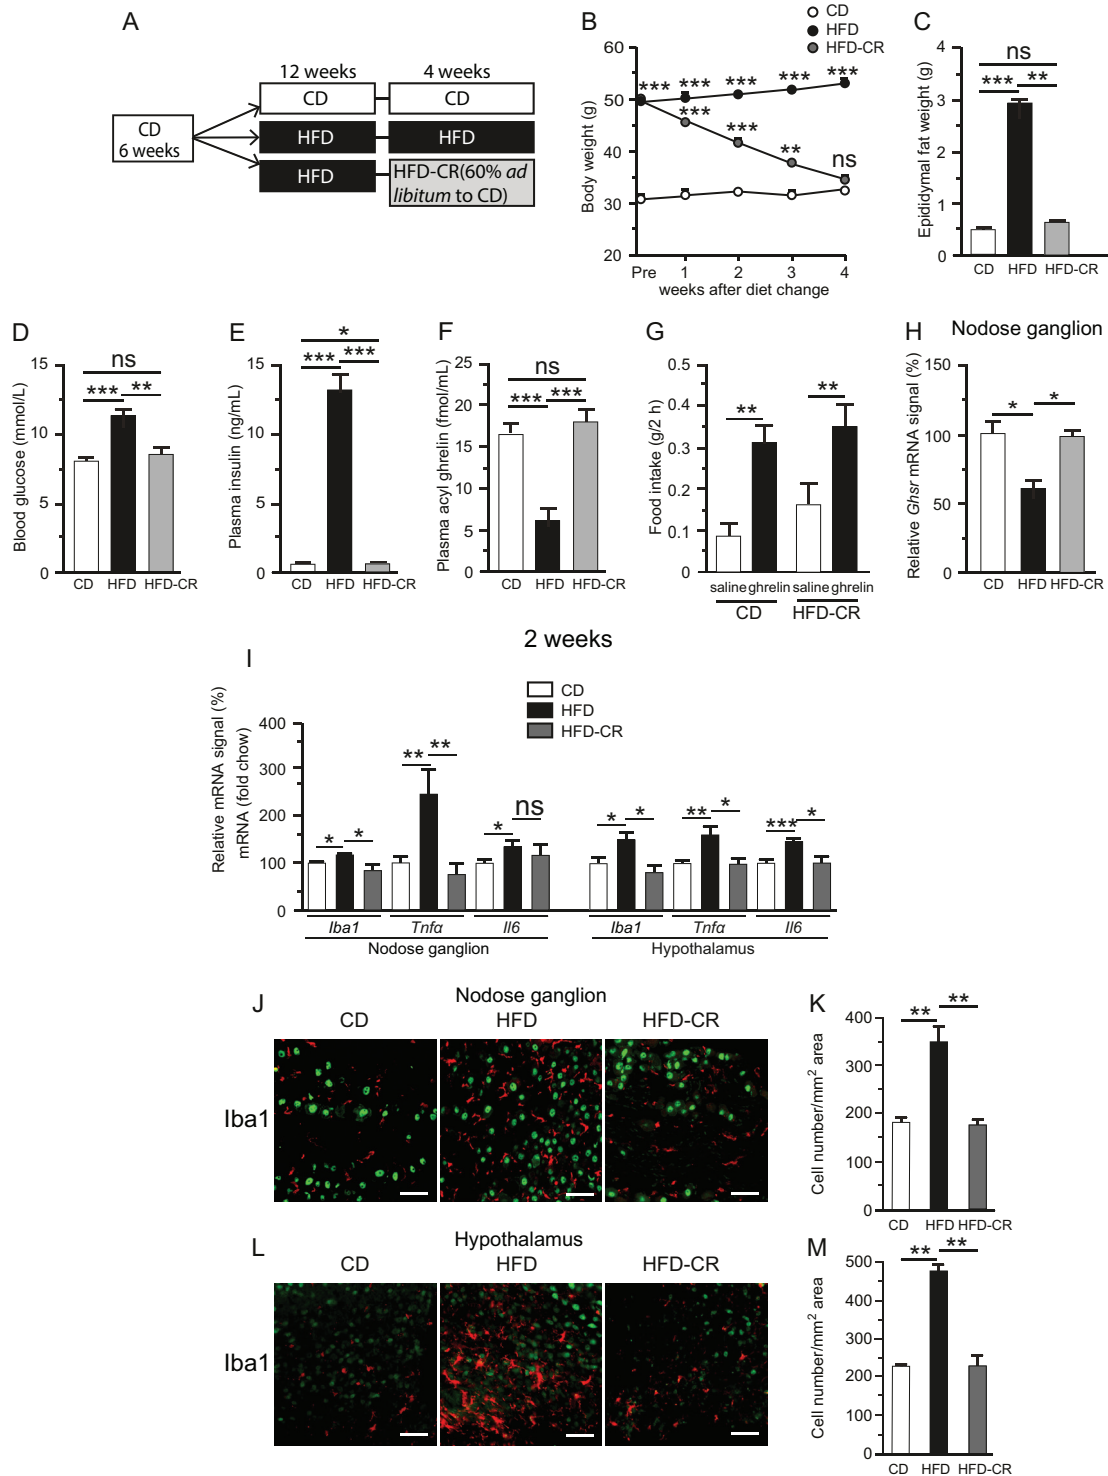 A
12 weeks
4 weeks
CD
6 weeks
CD
CD
HFD
HFD
HFD
HFD-CR(60% ad
libitum to CD)
B
CD
HFD
HFD-CR
Body weight (g)
60
50
40
30
20
*** *** *** *** ***
*** *** ** ns
Pre 1 2 3 4
weeks after diet change
C
Epididymal fat weight (g)
4
3
2
1
0
ns
*** **
CD HFD HFD-CR
D
Blood glucose (mmol/L)
15
10
5
0
ns
*** **
CD HFD HFD-CR
E
Plasma insulin (ng/mL)
15
10
5
0
*
*** ***
CD HFD HFD-CR
F
Plasma acyl ghrelin (fmol/mL)
25
20
15
10
5
0
ns
*** ***
CD HFD HFD-CR
G
Food intake (g/2 h)
0.5
0.4
0.3
0.2
0.1
0
** **
saline ghrelin saline ghrelin
CD HFD-CR
H Nodose ganglion
Relative Ghsr mRNA signal (%)
150
100
50
0
* *
CD HFD HFD-CR
2 weeks
I
CD
HFD
HFD-CR
Relative mRNA signal (%)
mRNA (fold chow)
400
300
200
100
0
* * ** ** * ns * * ** * *** *
Iba1 Tnfα Il6 Iba1 Tnfα Il6
Nodose ganglion Hypothalamus
J Nodose ganglion
CD HFD HFD-CR
Iba1
K
Cell number/mm² area
400
300
200
100
0
** **
CD HFD HFD-CR
L Hypothalamus
CD HFD HFD-CR
Iba1
M
Cell number/mm² area
500
400
300
200
0
** **
CD HFD HFD-CR